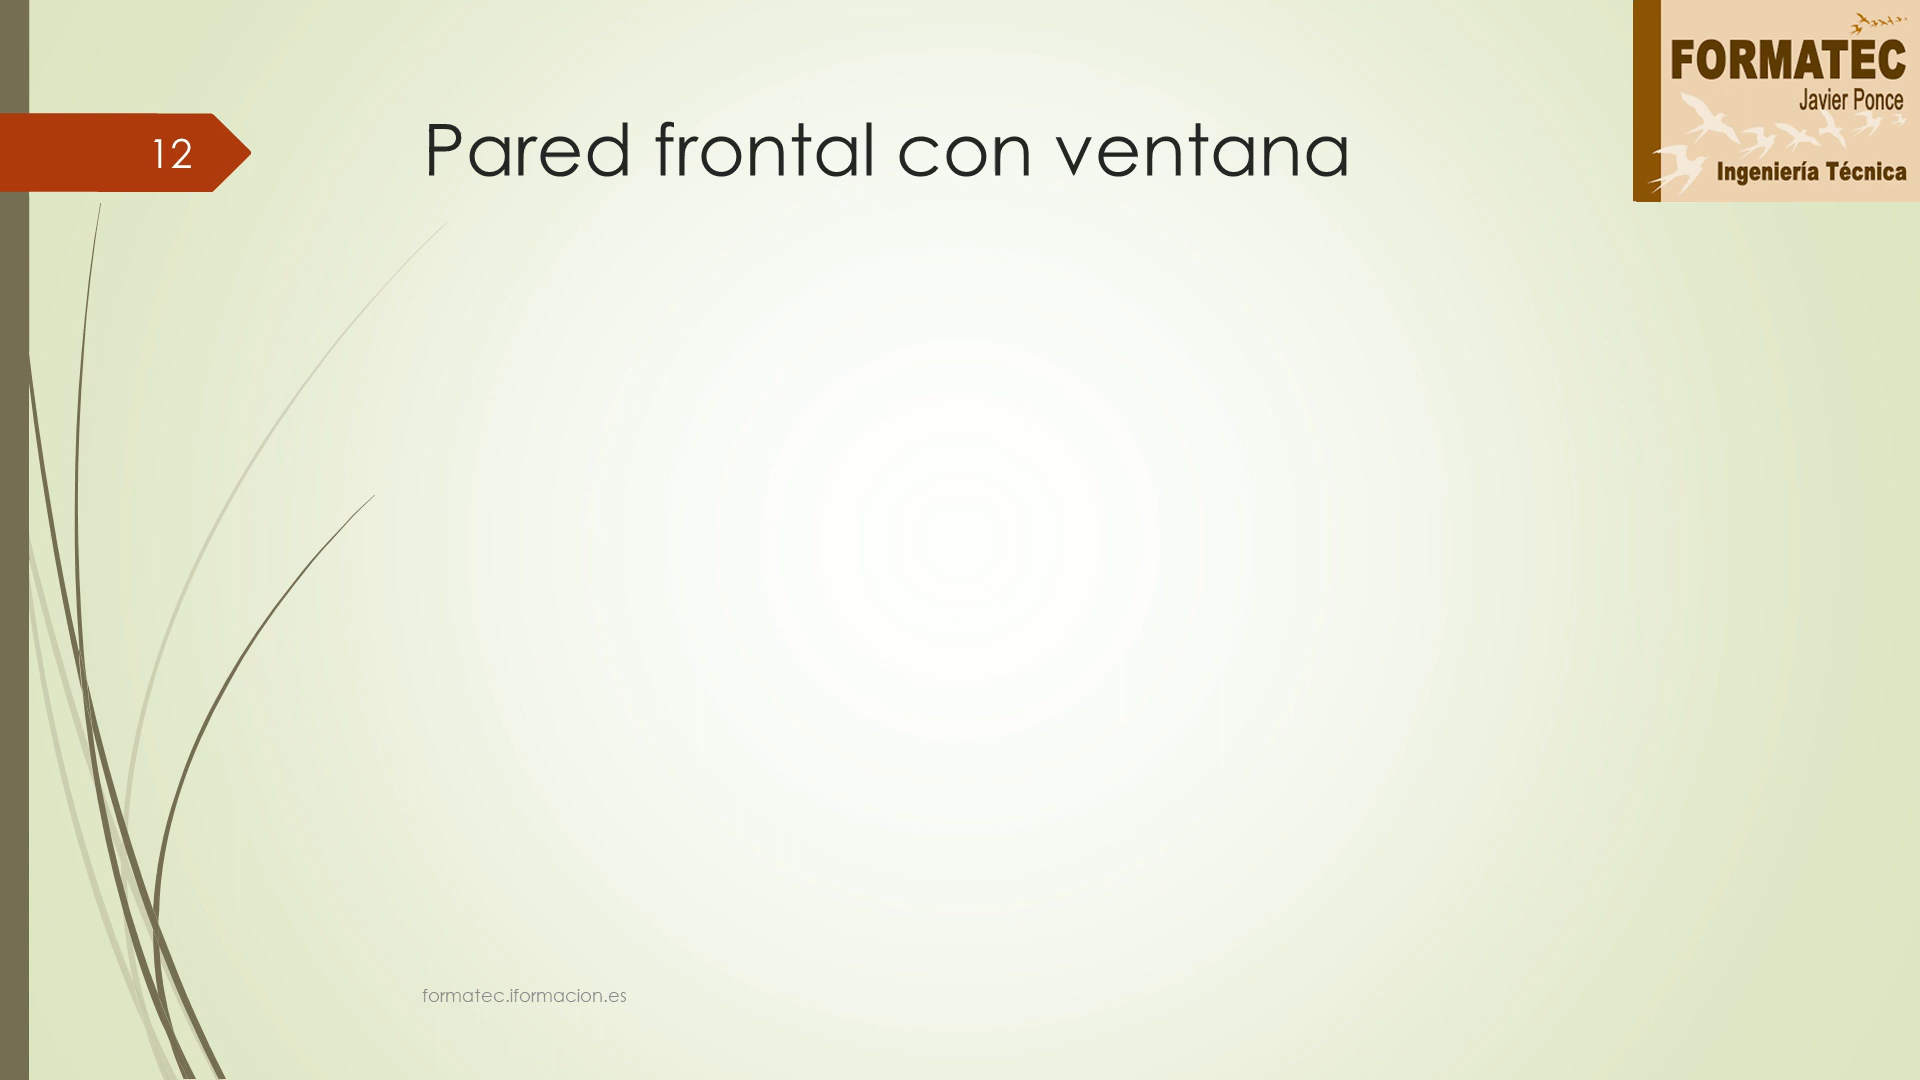 12
Pared frontal con ventana
FORMATEC
Javier Ponce
Ingeniería Técnica
formatec.iformacion.es